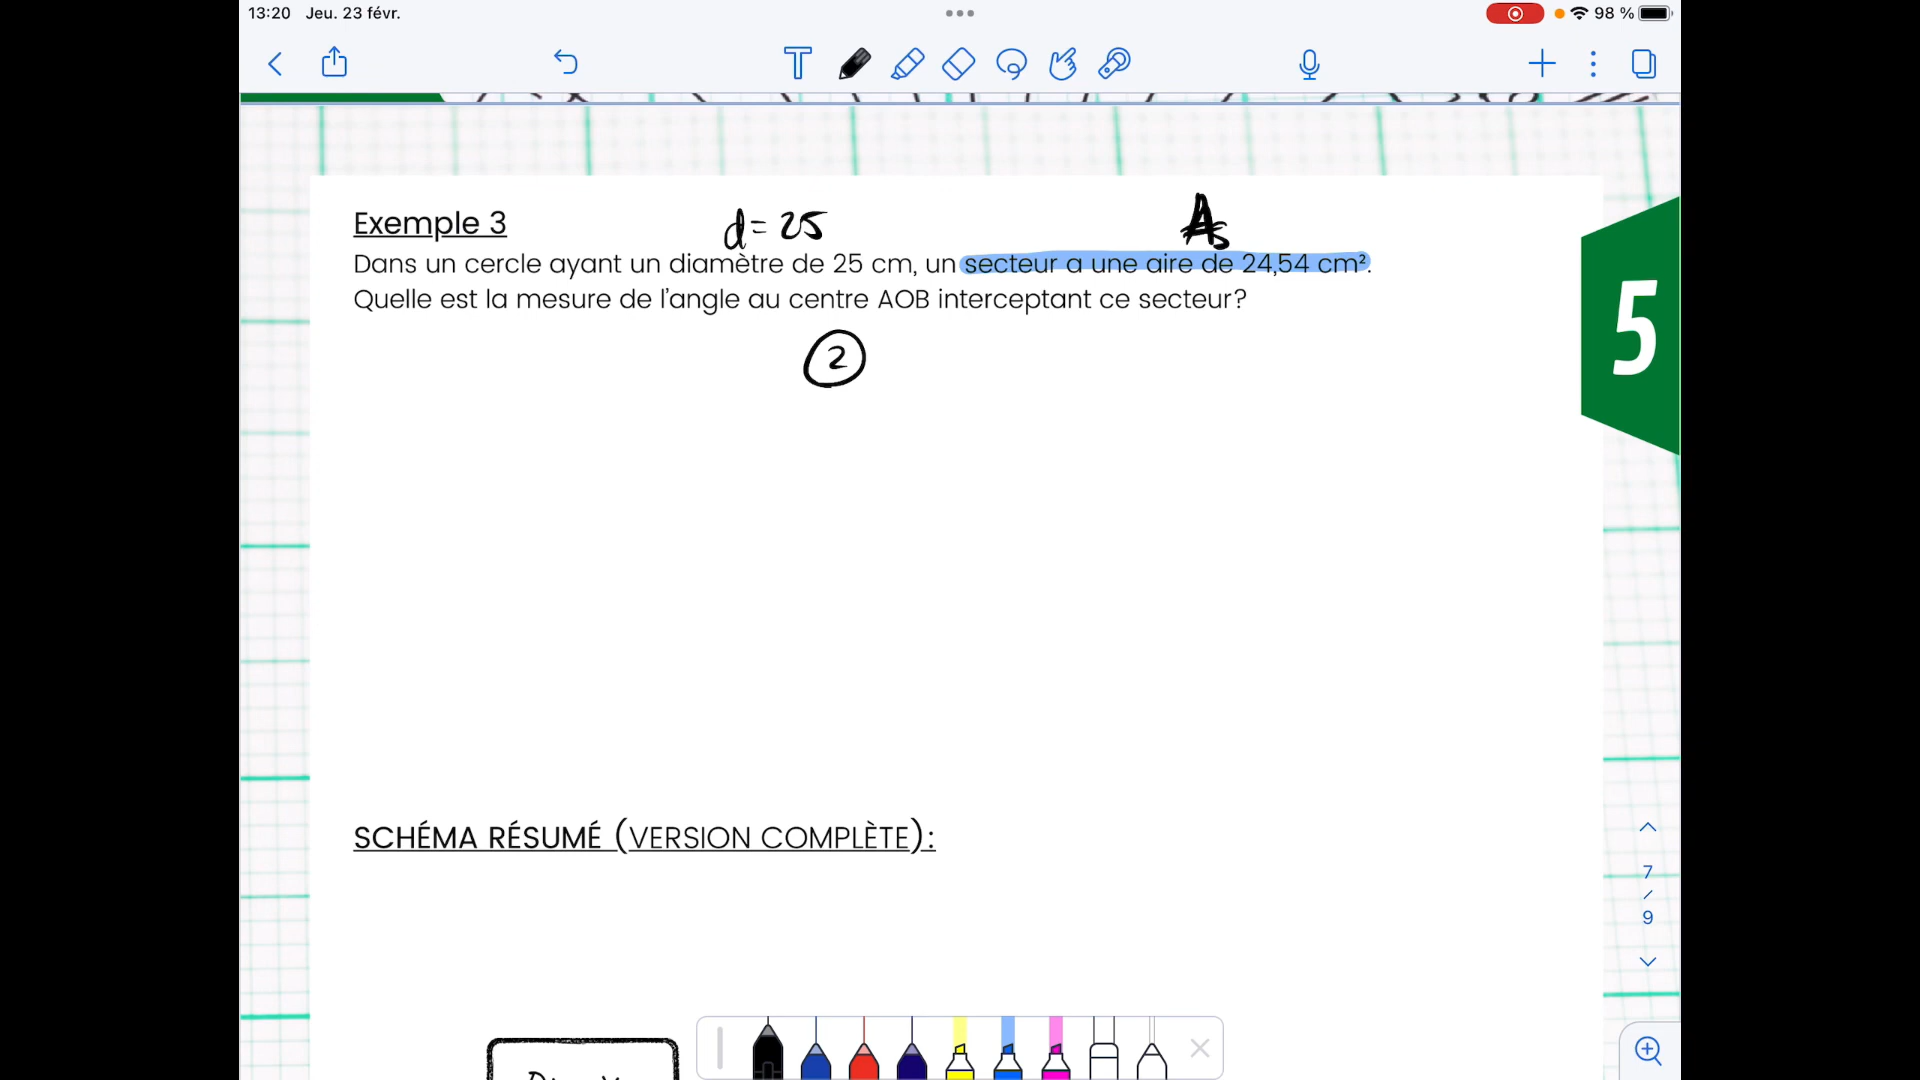 13:20 Jeu. 23 févr.
98 %
T
Exemple 3
d = 25
As
Dans un cercle ayant un diamètre de 25 cm, un secteur a une aire de 24,54 cm².
Quelle est la mesure de l'angle au centre AOB interceptant ce secteur?
2
5
SCHÉMA RÉSUMÉ (VERSION COMPLÈTE):
7
/
9